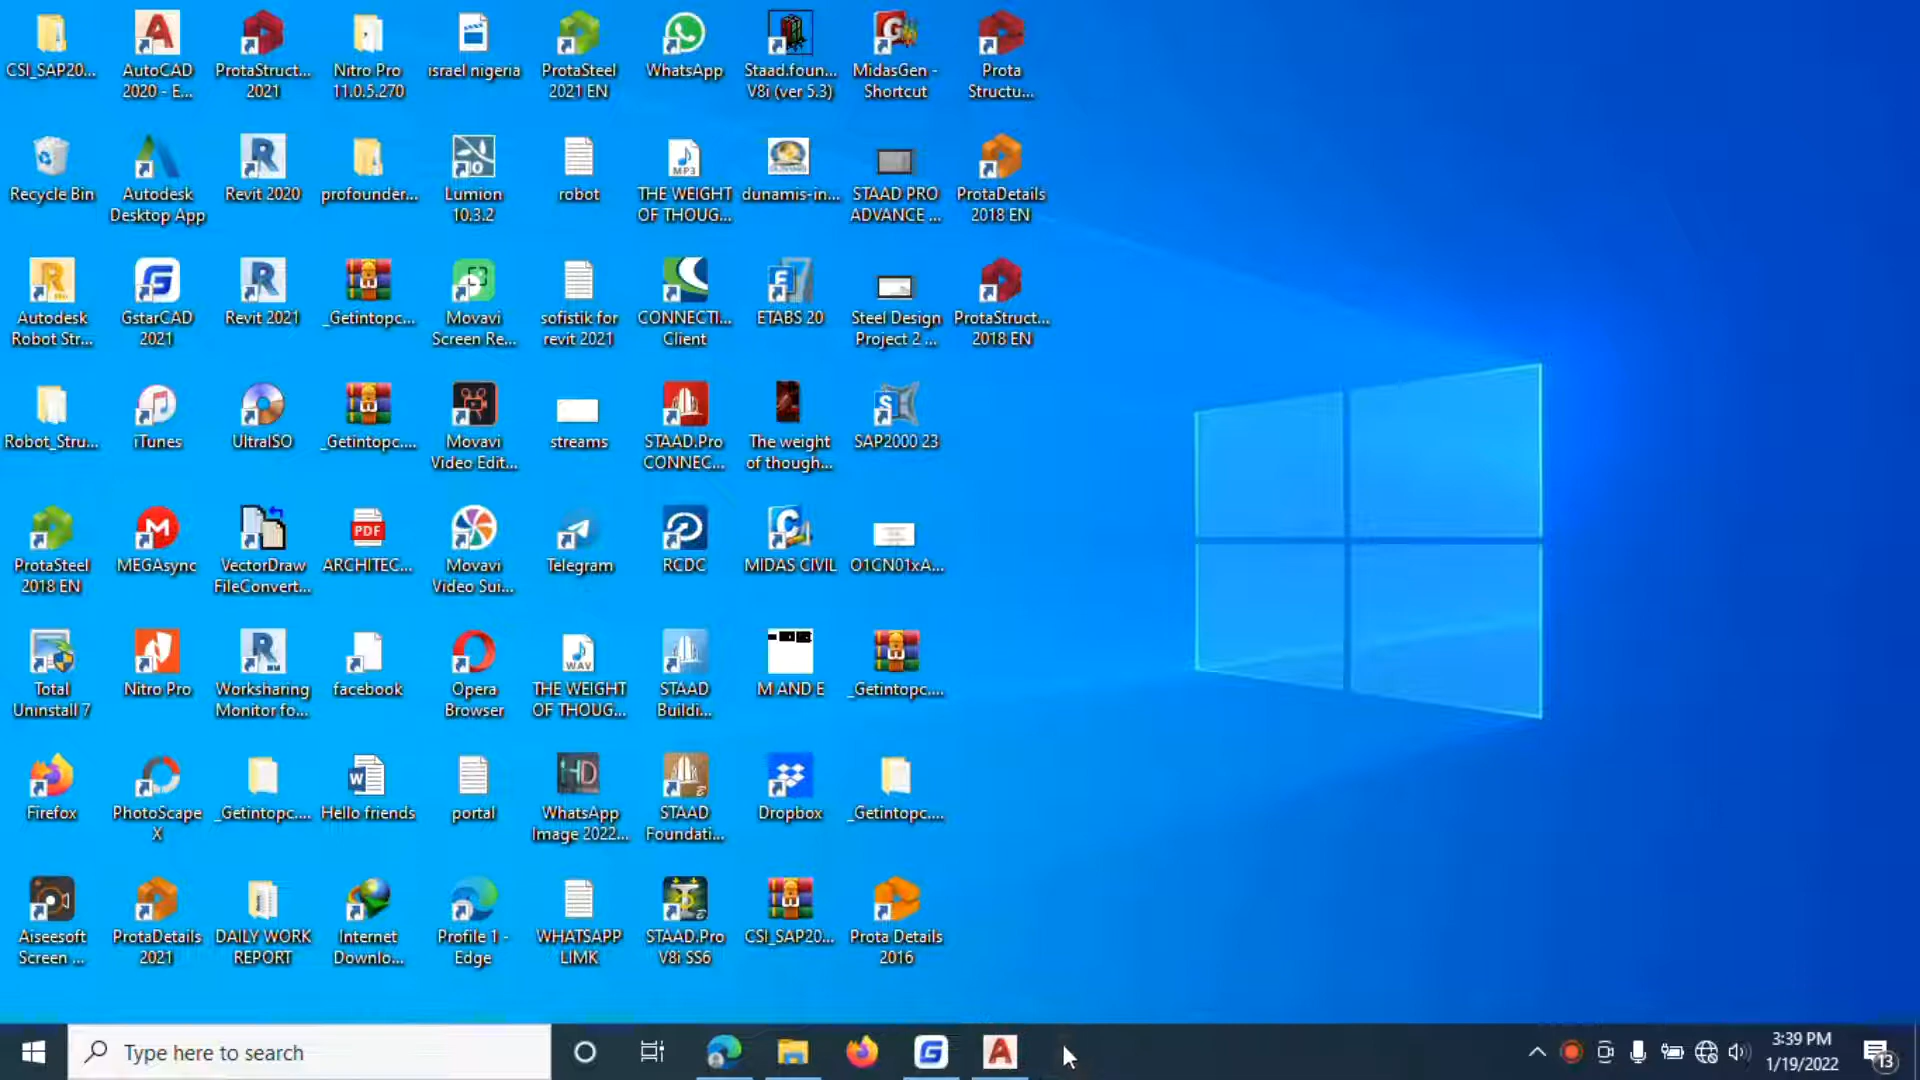 CSI_SAP20...
AutoCAD
2020 - E...
ProtaStruct...
2021
Nitro Pro
11.0.5.270
israel nigeria
ProtaSteel
2021 EN
WhatsApp
Staad.foun...
V8i (ver 5.3)
MidasGen -
Shortcut
Prota
Structu...
Recycle Bin
Autodesk
Desktop App
Revit 2020
profounder...
Lumion
10.3.2
robot
MP3
THE WEIGHT
OF THOUG...
dunamis-in...
STAAD PRO
ADVANCE ...
ProtaDetails
2018 EN
Autodesk
Robot Str...
GstarCAD
2021
Revit 2021
_Getintopc....
Movavi
Screen Re...
sofistik for
revit 2021
CONNECTI...
Client
ETABS 20
Steel Design
Project 2 ...
ProtaStruct...
2018 EN
Robot_Stru...
iTunes
UltraISO
_Getintopc....
Movavi
Video Edit...
streams
STAAD.Pro
CONNEC...
The weight
of though...
SAP2000 23
ProtaSteel
2018 EN
MEGAsync
VectorDraw
FileConvert...
PDF
ARCHITEC...
Movavi
Video Sui...
Telegram
RCDC
MIDAS CIVIL
O1CN01xA...
Total
Uninstall 7
Nitro Pro
Worksharing
Monitor fo...
facebook
Opera
Browser
WAV
THE WEIGHT
OF THOUG...
STAAD
Buildi...
M AND E
_Getintopc....
Firefox
PhotoScape
X
_Getintopc....
Hello friends
portal
HD
WhatsApp
Image 2022...
STAAD
Foundati...
Dropbox
_Getintopc....
Aiseesoft
Screen ...
ProtaDetails
2021
DAILY WORK
REPORT
Internet
Downlo...
Profile 1 -
Edge
WHATSAPP
LIMK
STAAD.Pro
V8i SS6
CSI_SAP20...
Prota Details
2016
Type here to search
3:39 PM
1/19/2022
13